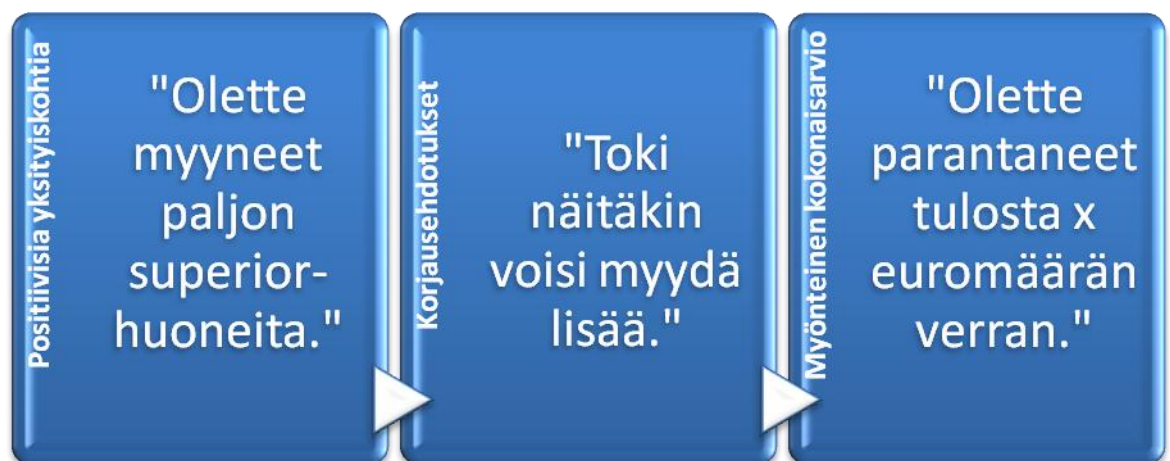 Positiivisia yksityiskohtia
"Olette
myyneet
paljon
superior-
huoneita."
Korjausehdotukset
"Toki
näitäkin
voisi myydä
lisää."
Myönteinen kokonaisarvio
"Olette
parantaneet
tulosta x
euromäärän
verran."